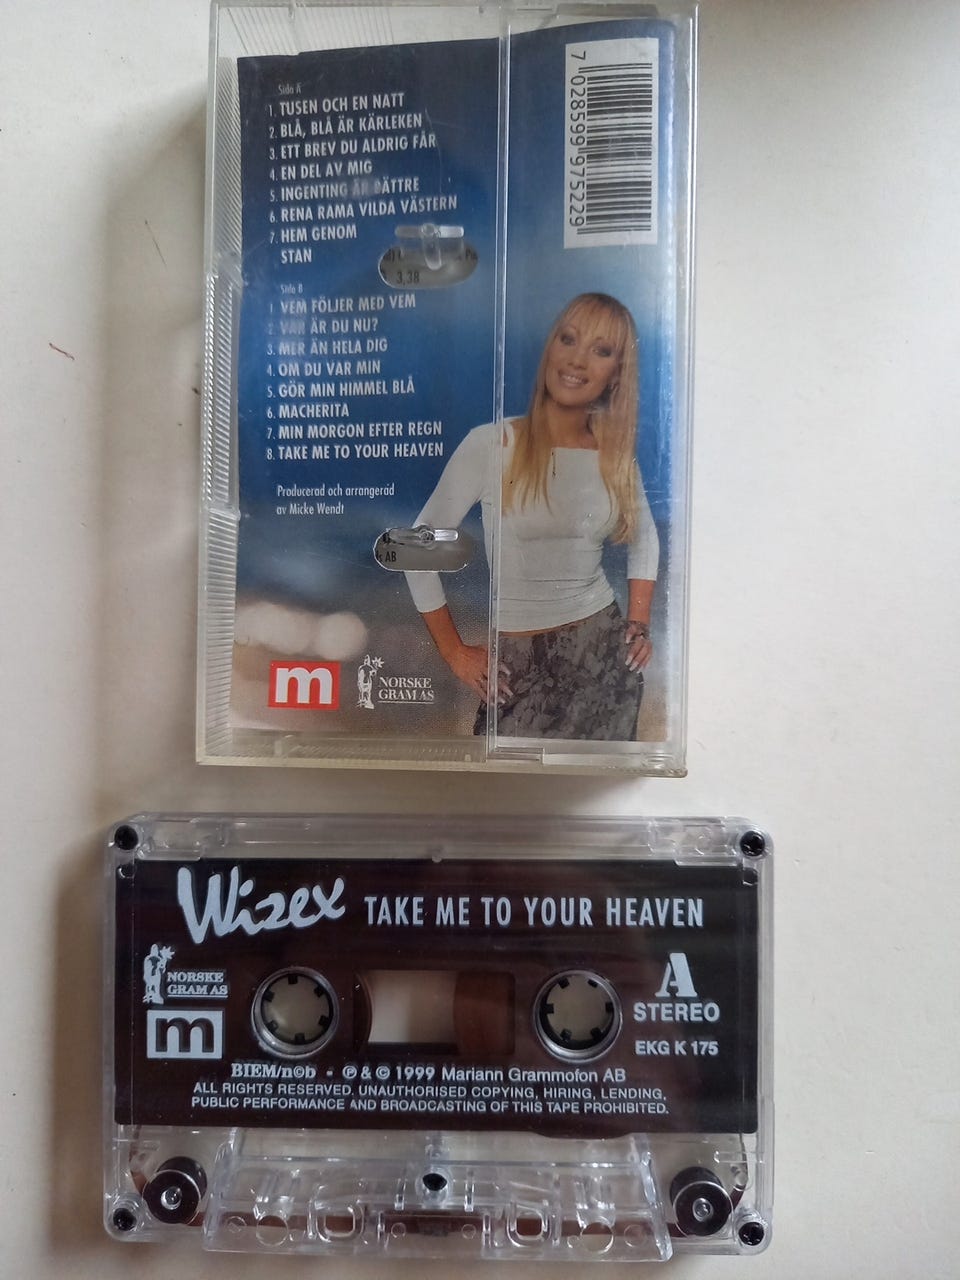 Sida A
1. TUSEN OCH EN NATT
2. BLÅ, BLÅ ÄR KÄRLEKEN
3. ETT BREV DU ALDRIG FÅR
4. EN DEL AV MIG
5. INGENTING ÄR BÄTTRE
6. RENA RAMA VILDA VÄSTERN
7. HEM GENOM
STAN
3,38
Sida B
1 VEM FÖLJER MED VEM
2. VAR ÄR DU NU?
3. MER ÄN HELA DIG
4. OM DU VAR MIN
5. GÖR MIN HIMMEL BLÅ
6. MACHERITA
7. MIN MORGON EFTER REGN
8. TAKE ME TO YOUR HEAVEN
Producerad och arrangerad
av Micke Wendt
AB
m
NORSKE
GRAM AS
7 028599 975229
Wizex TAKE ME TO YOUR HEAVEN
NORSKE
GRAM AS
m
A
STEREO
EKG K 175
BIEM/n©b - ℗ & © 1999 Mariann Grammofon AB
ALL RIGHTS RESERVED. UNAUTHORISED COPYING, HIRING, LENDING,
PUBLIC PERFORMANCE AND BROADCASTING OF THIS TAPE PROHIBITED.